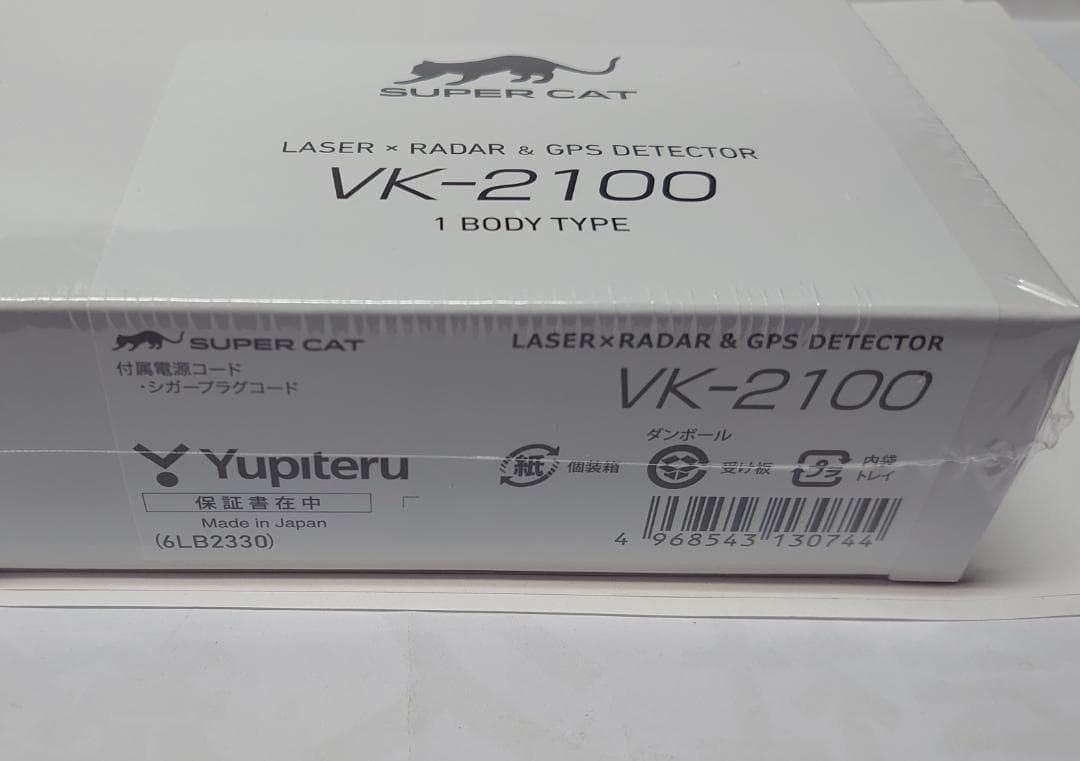 SUPER CAT
LASER × RADAR & GPS DETECTOR
VK-2100
1 BODY TYPE
SUPER CAT
付属電源コード
・シガープラグコード
LASER×RADAR & GPS DETECTOR
VK-2100
Yupiteru
保証書在中
Made in Japan
(6LB2330)
紙 個装箱
ダンボール
受け板
プラ
内袋
トレイ
4 968543 130744